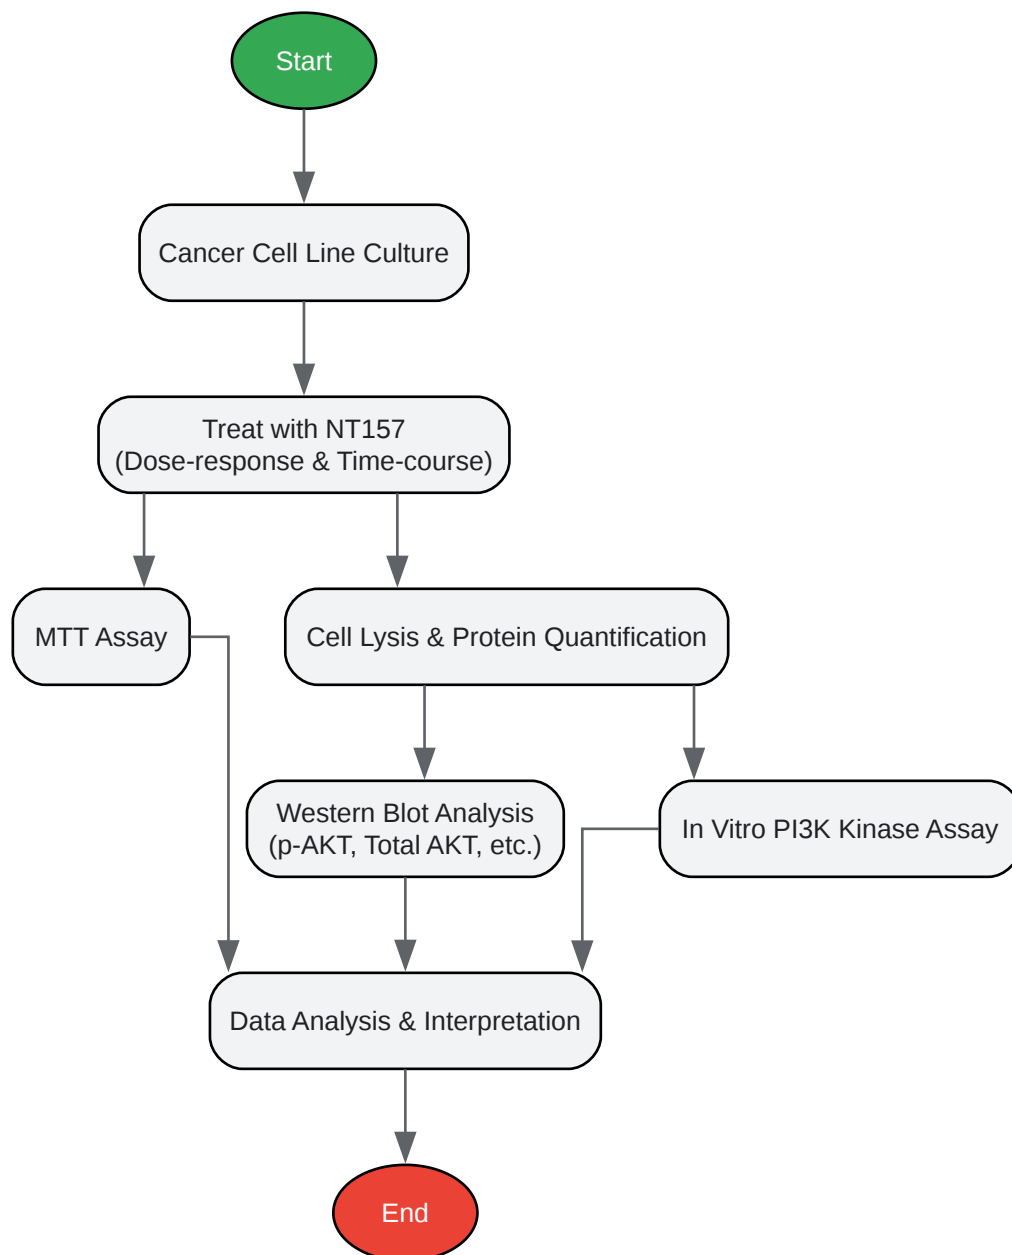 Start
Cancer Cell Line Culture
Treat with NT157
(Dose-response & Time-course)
MTT Assay
Cell Lysis & Protein Quantification
Western Blot Analysis
(p-AKT, Total AKT, etc.)
In Vitro PI3K Kinase Assay
Data Analysis & Interpretation
End